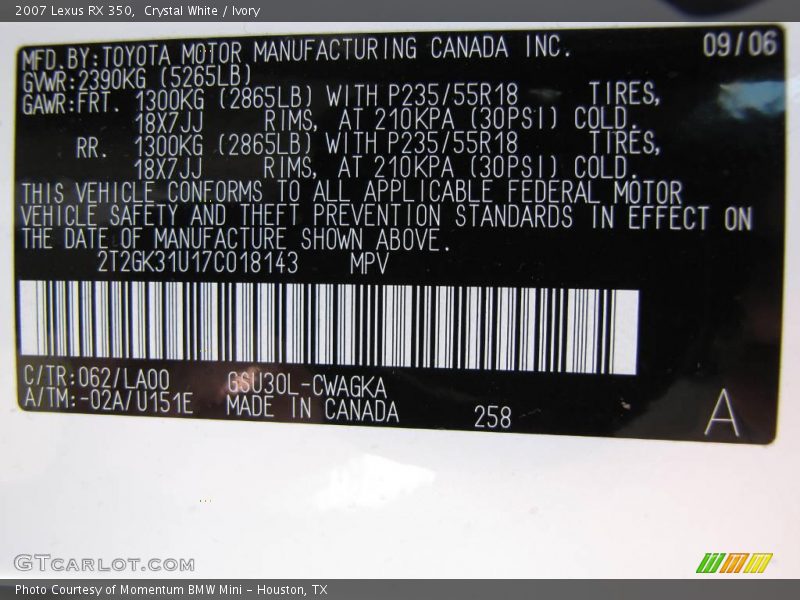 2007 Lexus RX 350,  Crystal White / Ivory
MFD.BY:TOYOTA MOTOR MANUFACTURING CANADA INC. 09/06
GVWR:2390KG (5265LB)
GAWR:FRT. 1300KG (2865LB) WITH P235/55R18 TIRES,
18X7JJ RIMS, AT 210KPA (30PSI) COLD.
RR. 1300KG (2865LB) WITH P235/55R18 TIRES,
18X7JJ RIMS, AT 210KPA (30PSI) COLD.
THIS VEHICLE CONFORMS TO ALL APPLICABLE FEDERAL MOTOR
VEHICLE SAFETY AND THEFT PREVENTION STANDARDS IN EFFECT ON
THE DATE OF MANUFACTURE SHOWN ABOVE.
2T2GK31U17C018143 MPV
C/TR:062/LA00 GSU30L-CWAGKA
A/TM:-02A/U151E MADE IN CANADA 258 A
GTCARLOT.COM
Photo Courtesy of Momentum BMW Mini - Houston, TX